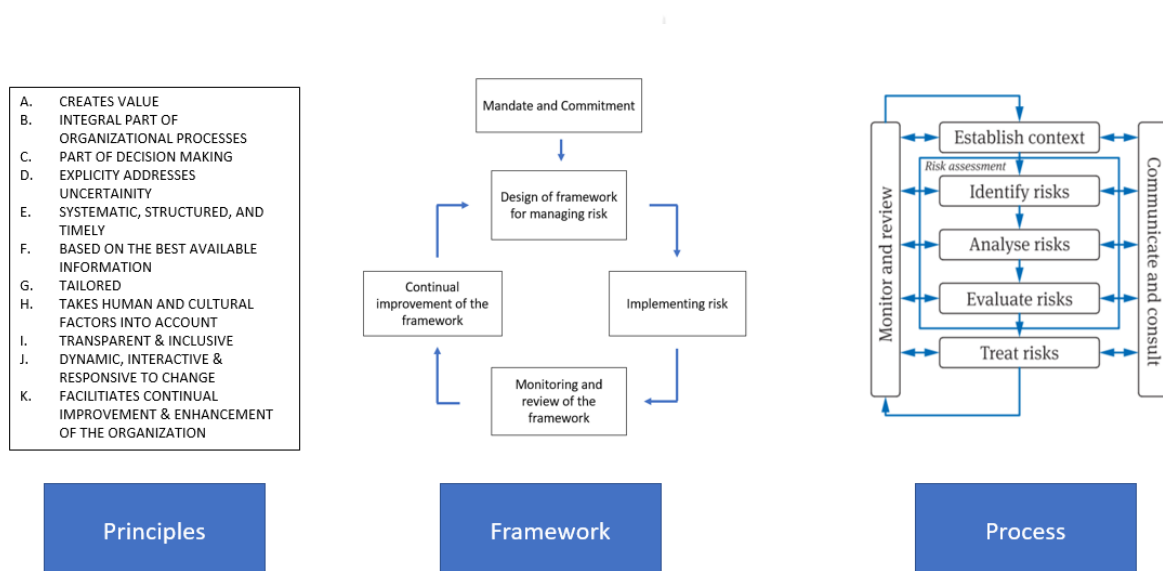 A. CREATES VALUE
B. INTEGRAL PART OF
ORGANIZATIONAL PROCESSES
C. PART OF DECISION MAKING
D. EXPLICITY ADDRESSES
UNCERTAINITY
E. SYSTEMATIC, STRUCTURED, AND
TIMELY
F. BASED ON THE BEST AVAILABLE
INFORMATION
G. TAILORED
H. TAKES HUMAN AND CULTURAL
FACTORS INTO ACCOUNT
I. TRANSPARENT & INCLUSIVE
J. DYNAMIC, INTERACTIVE &
RESPONSIVE TO CHANGE
K. FACILITIATES CONTINUAL
IMPROVEMENT & ENHANCEMENT
OF THE ORGANIZATION
Principles
Mandate and Commitment
Design of framework
for managing risk
Implementing risk
Monitoring and
review of the
framework
Continual
improvement of the
framework
Framework
Monitor and review
Establish context
Risk assessment
Identify risks
Analyse risks
Evaluate risks
Treat risks
Communicate and consult
Process